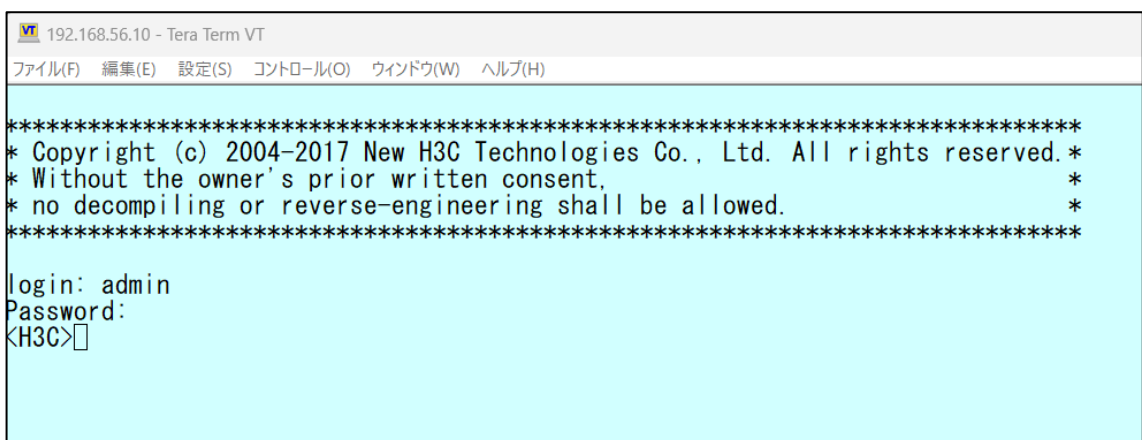 VT 192.168.56.10 - Tera Term VT
ファイル(F) 編集(E) 設定(S) コントロール(O) ウィンドウ(W) ヘルプ(H)
*******************************************************************************
* Copyright (c) 2004-2017 New H3C Technologies Co., Ltd. All rights reserved.*
* Without the owner's prior written consent, *
* no decompiling or reverse-engineering shall be allowed. *
*******************************************************************************
login: admin
Password:
<H3C>